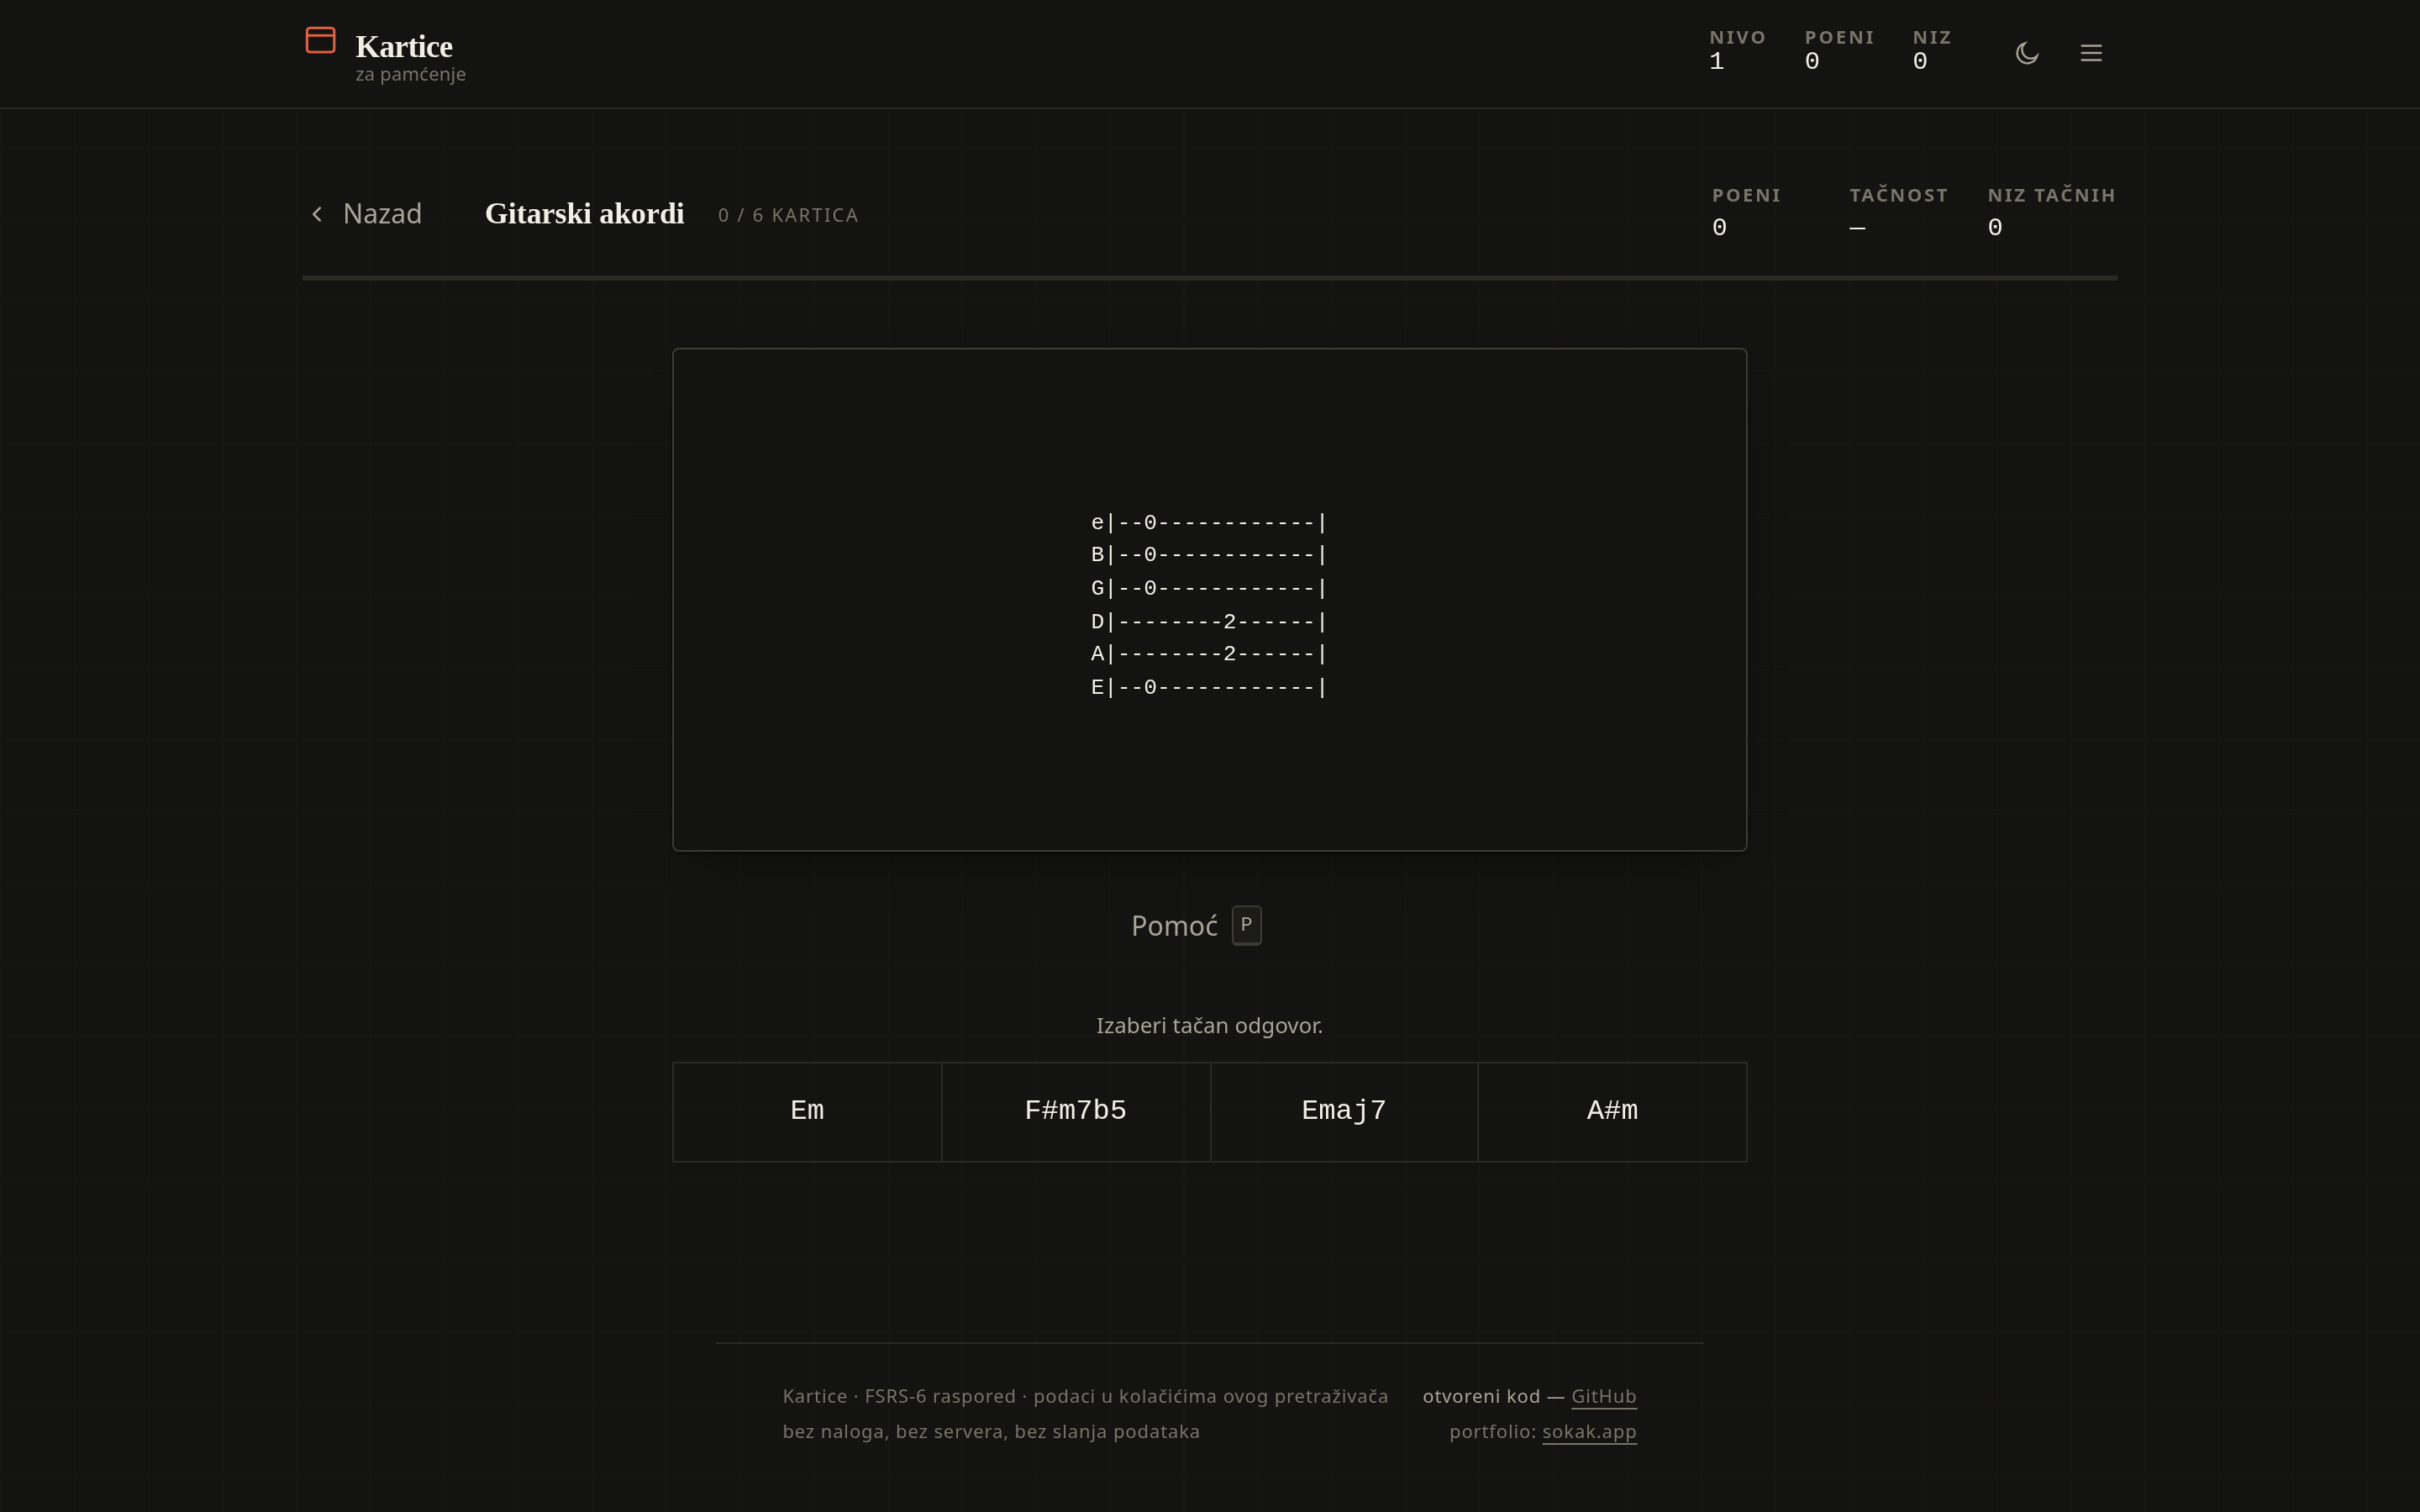 Kartice
za pamćenje
NIVO
1
POENI
0
NIZ
0
Nazad
Gitarski akordi
0 / 6 KARTICA
POENI
0
TAČNOST
—
NIZ TAČNIH
0
e|--0------------|
B|--0------------|
G|--0------------|
D|--------2------|
A|--------2------|
E|--0------------|
Pomoć P
Izaberi tačan odgovor.
Em
F#m7b5
Emaj7
A#m
Kartice · FSRS-6 raspored · podaci u kolačićima ovog pretraživača
bez naloga, bez servera, bez slanja podataka
otvoreni kod — GitHub
portfolio: sokak.app